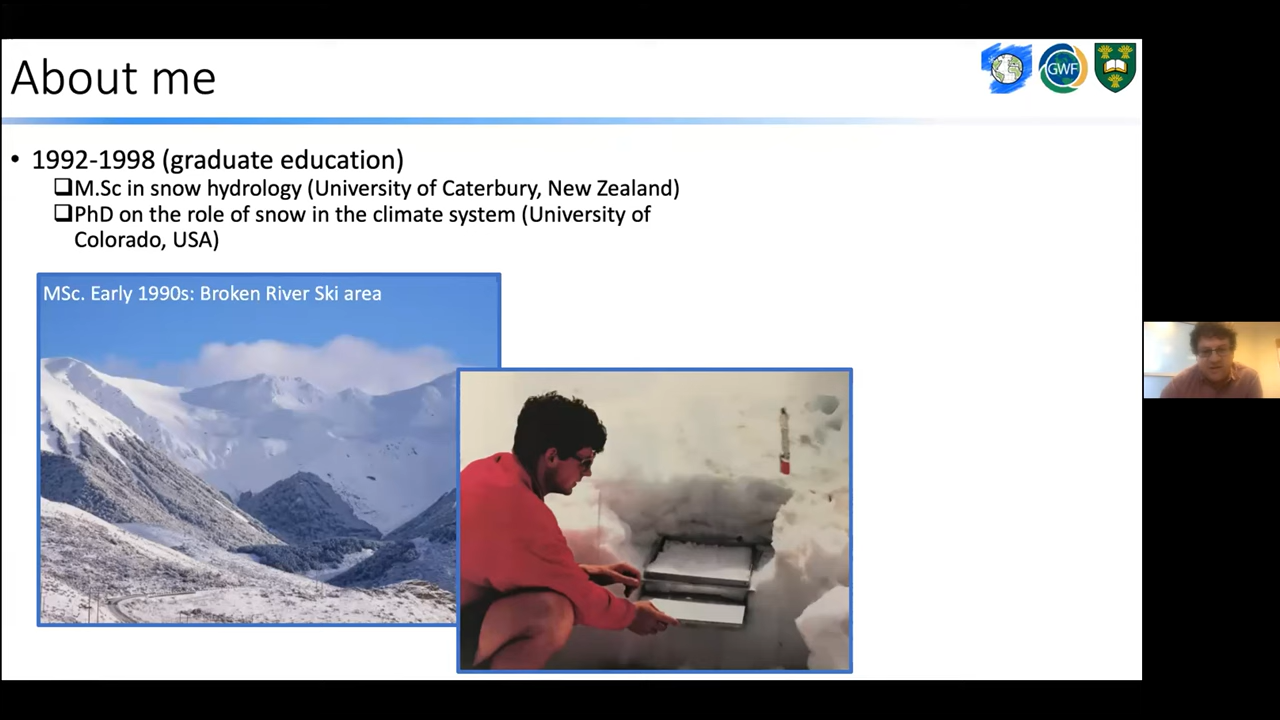 About me
GWF
• 1992-1998 (graduate education)
❑M.Sc in snow hydrology (University of Caterbury, New Zealand)
❑PhD on the role of snow in the climate system (University of
Colorado, USA)
MSc. Early 1990s: Broken River Ski area